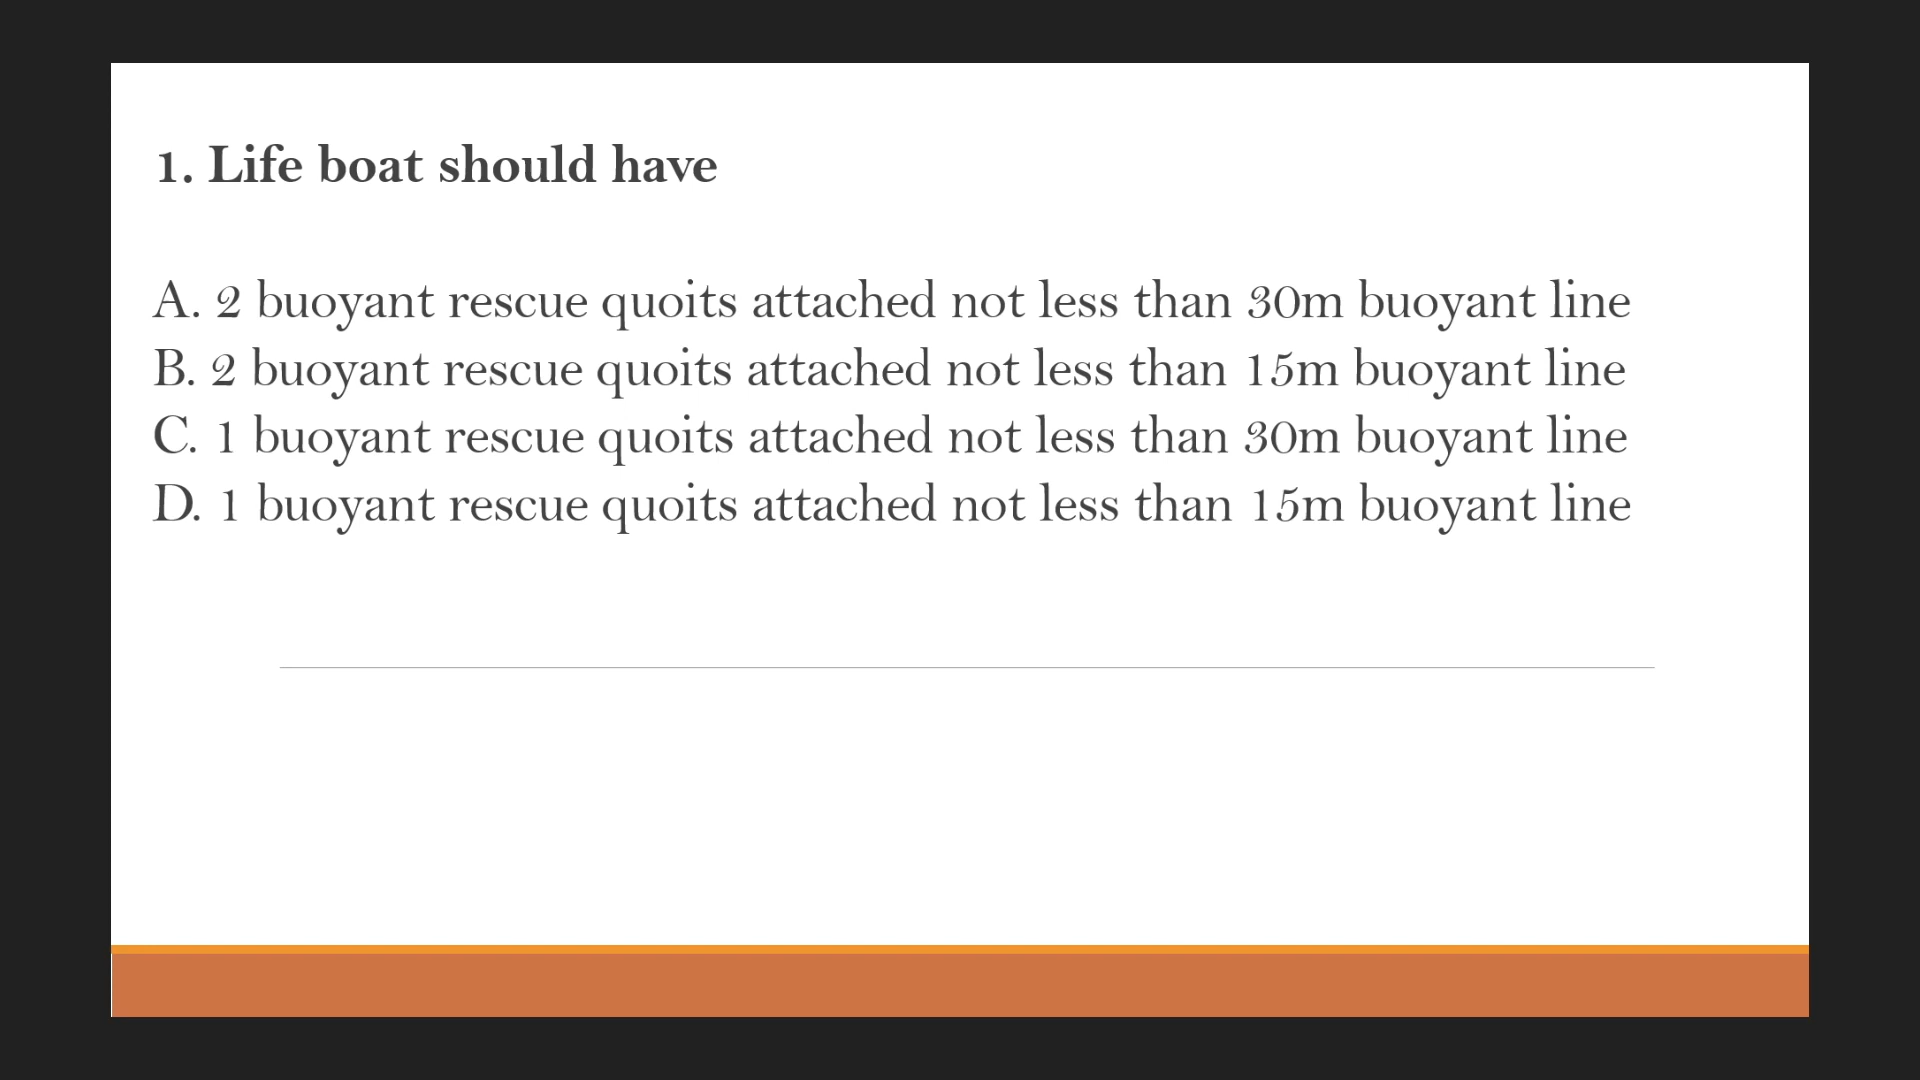 1. Life boat should have
A. 2 buoyant rescue quoits attached not less than 30m buoyant line
B. 2 buoyant rescue quoits attached not less than 15m buoyant line
C. 1 buoyant rescue quoits attached not less than 30m buoyant line
D. 1 buoyant rescue quoits attached not less than 15m buoyant line